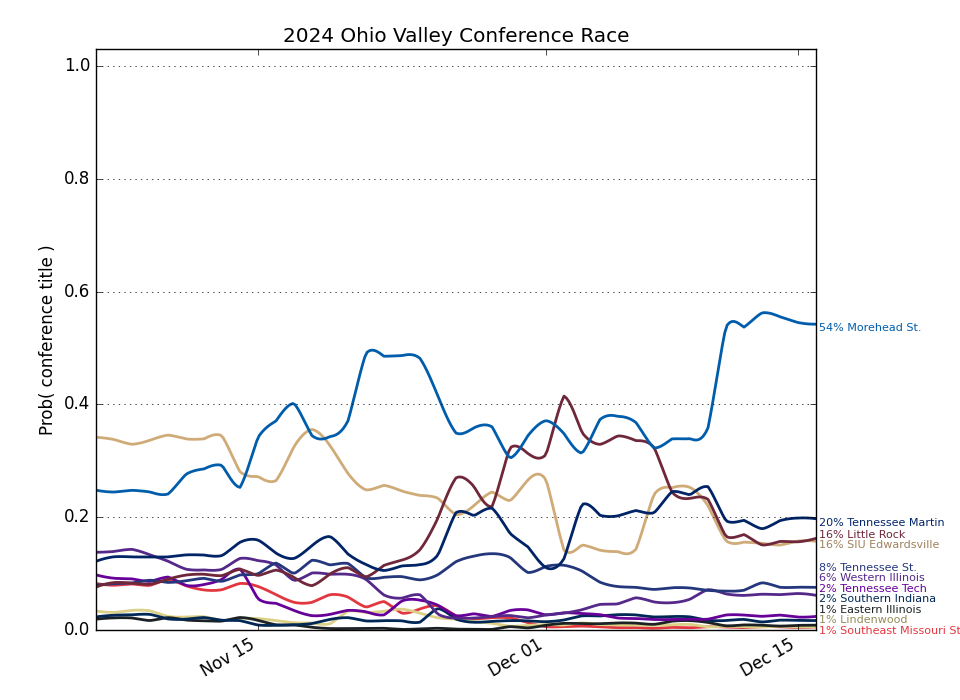 2024 Ohio Valley Conference Race
1.0
0.8
0.6
0.4
0.2
0.0
Prob( conference title )
Nov 15
Dec 01
Dec 15
54% Morehead St.
20% Tennessee Martin
16% Little Rock
16% SIU Edwardsville
8% Tennessee St.
6% Western Illinois
2% Tennessee Tech
2% Southern Indiana
1% Eastern Illinois
1% Lindenwood
1% Southeast Missouri St